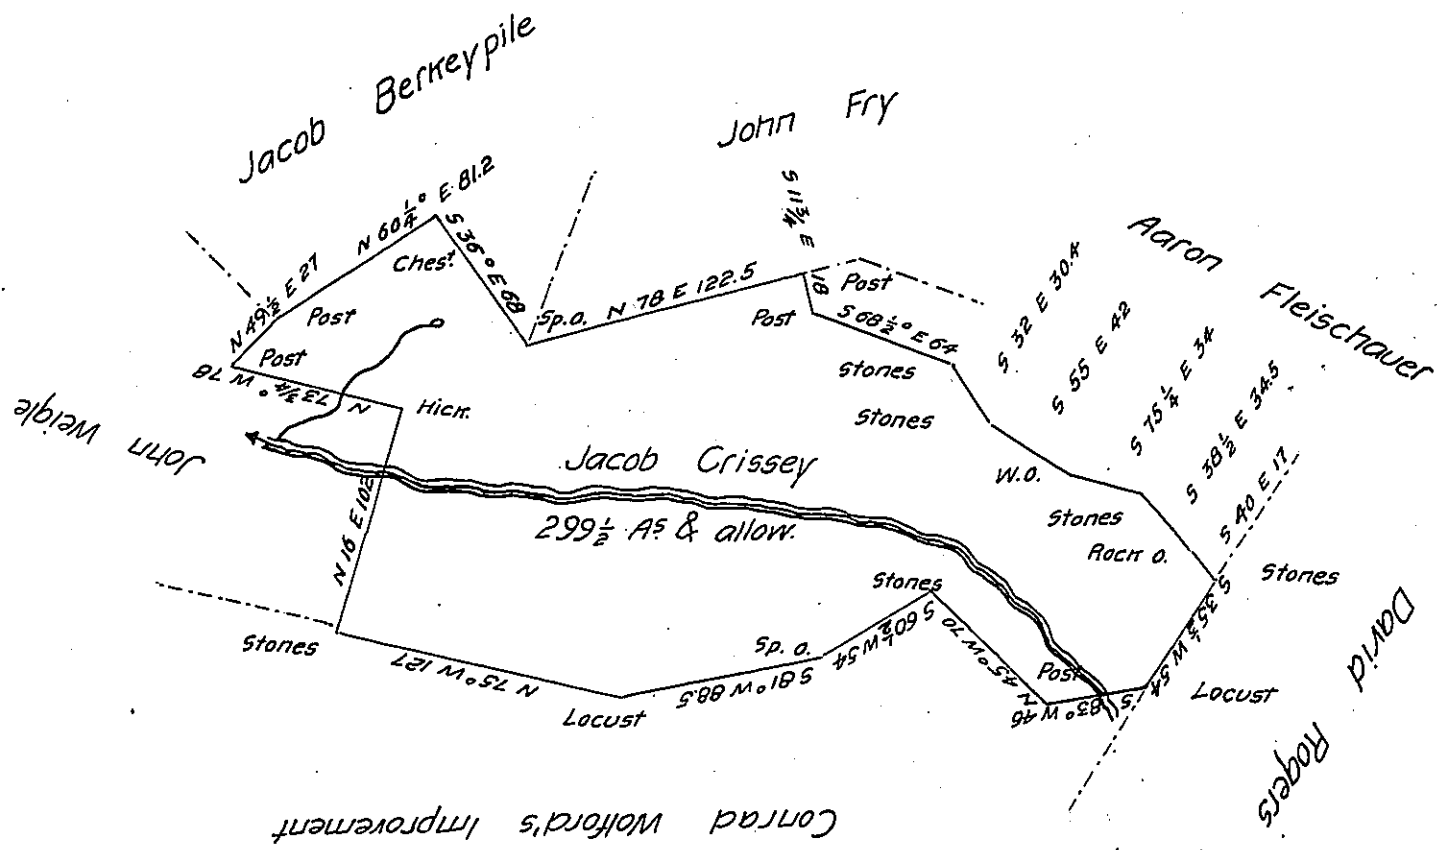 Jacob Berkeypile
John Fry
Aaron Fleischauer
David Rogers
Conrad Wolford's Improvement
John Weigle
N 49½ E 27
N 60¼° E 81.2
S 36° E 68
N 78 E 122.5
S 11¾ E
18
S 68½° E 64
S 32 E 30.4
S 55 E 42
S 75¼ E 34
S 38½ E 34.5
S 40 E 17
S 35½ W 54
S 83° W 46
N 45° W 70
S 60½ W 54
S 81° W 88.5
N 75° W 127
N 16 E 102
N 73¾° W 78
Post
Post
Chest.
Sp.o.
Post
Post
Stones
Stones
W.O.
Stones
Rock O.
Stones
Locust
Post
Stones
Sp. o.
Locust
Stones
Hick.
Jacob Crissey
299½ As & allow.